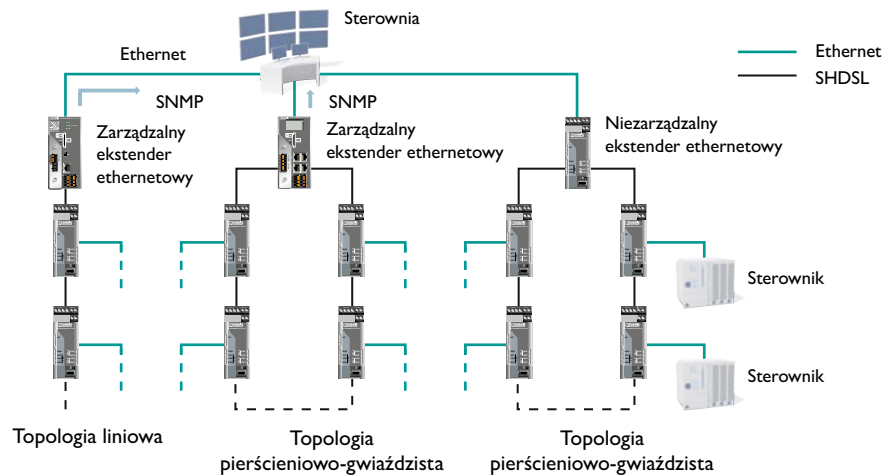 Sterownia
Ethernet
Ethernet
SHDSL
SNMP
SNMP
Zarządzalny
ekstender
ethernetowy
Zarządzalny
ekstender ethernetowy
Niezarządzalny
ekstender ethernetowy
Sterownik
Sterownik
Topologia liniowa
Topologia
pierścieniowo-gwiaździsta
Topologia
pierścieniowo-gwiaździsta